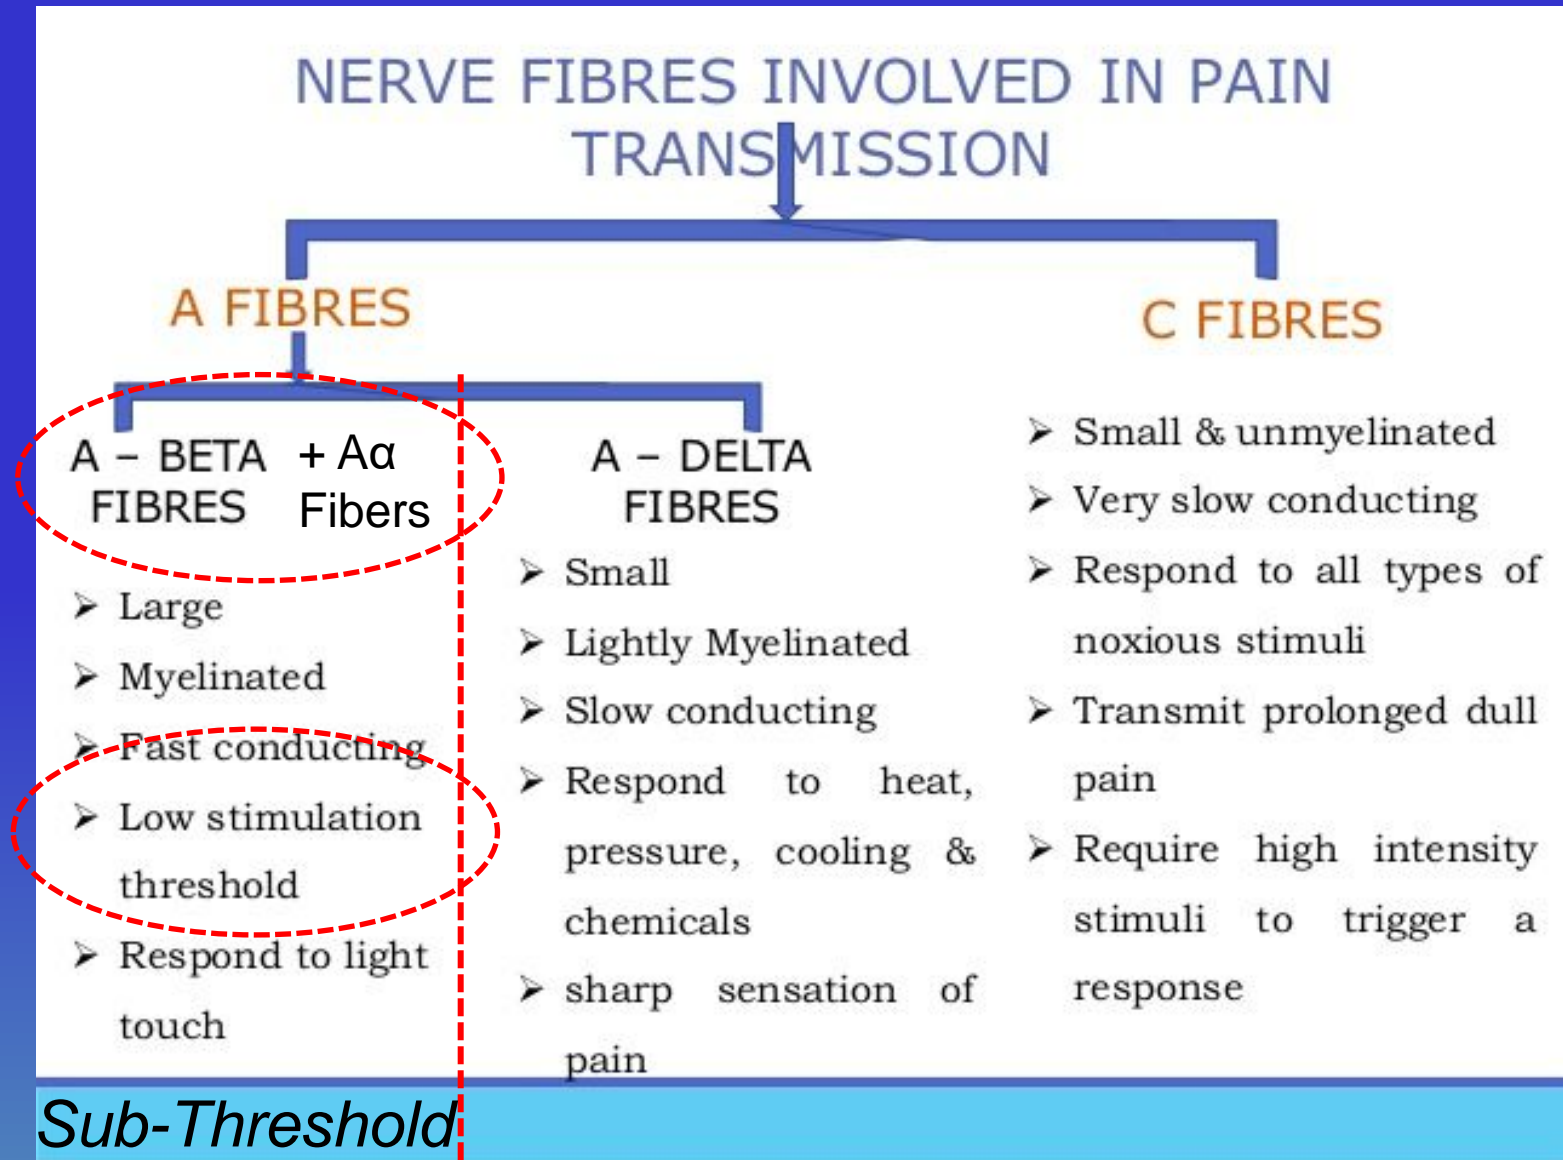 NERVE FIBRES INVOLVED IN PAIN
TRANSMISSION
A FIBRES
C FIBRES
A – BETA
FIBRES
+ Aα
Fibers
➢ Large
➢ Myelinated
➢ Fast conducting
➢ Low stimulation
threshold
➢ Respond to light
touch
A – DELTA
FIBRES
➢ Small
➢ Lightly Myelinated
➢ Slow conducting
➢ Respond to heat,
pressure, cooling &
chemicals
➢ sharp sensation of
pain
➢ Small & unmyelinated
➢ Very slow conducting
➢ Respond to all types of
noxious stimuli
➢ Transmit prolonged dull
pain
➢ Require high intensity
stimuli to trigger a
response
Sub-Threshold